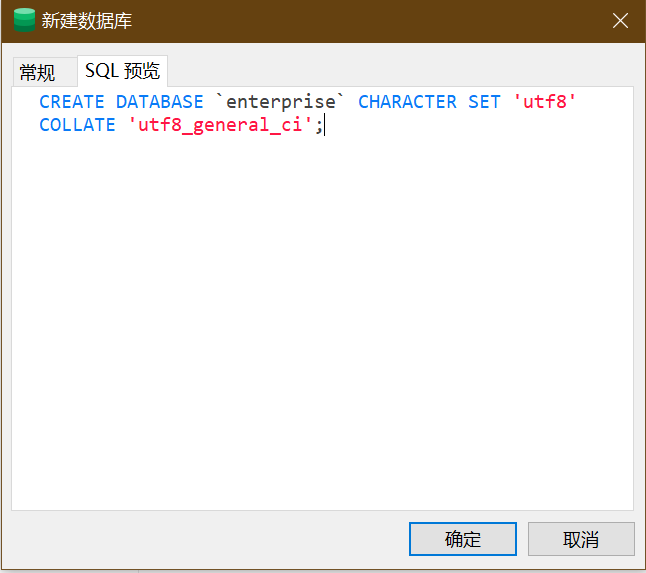 新建数据库
常规
SQL 预览
CREATE DATABASE `enterprise` CHARACTER SET 'utf8'
COLLATE 'utf8_general_ci';
确定
取消